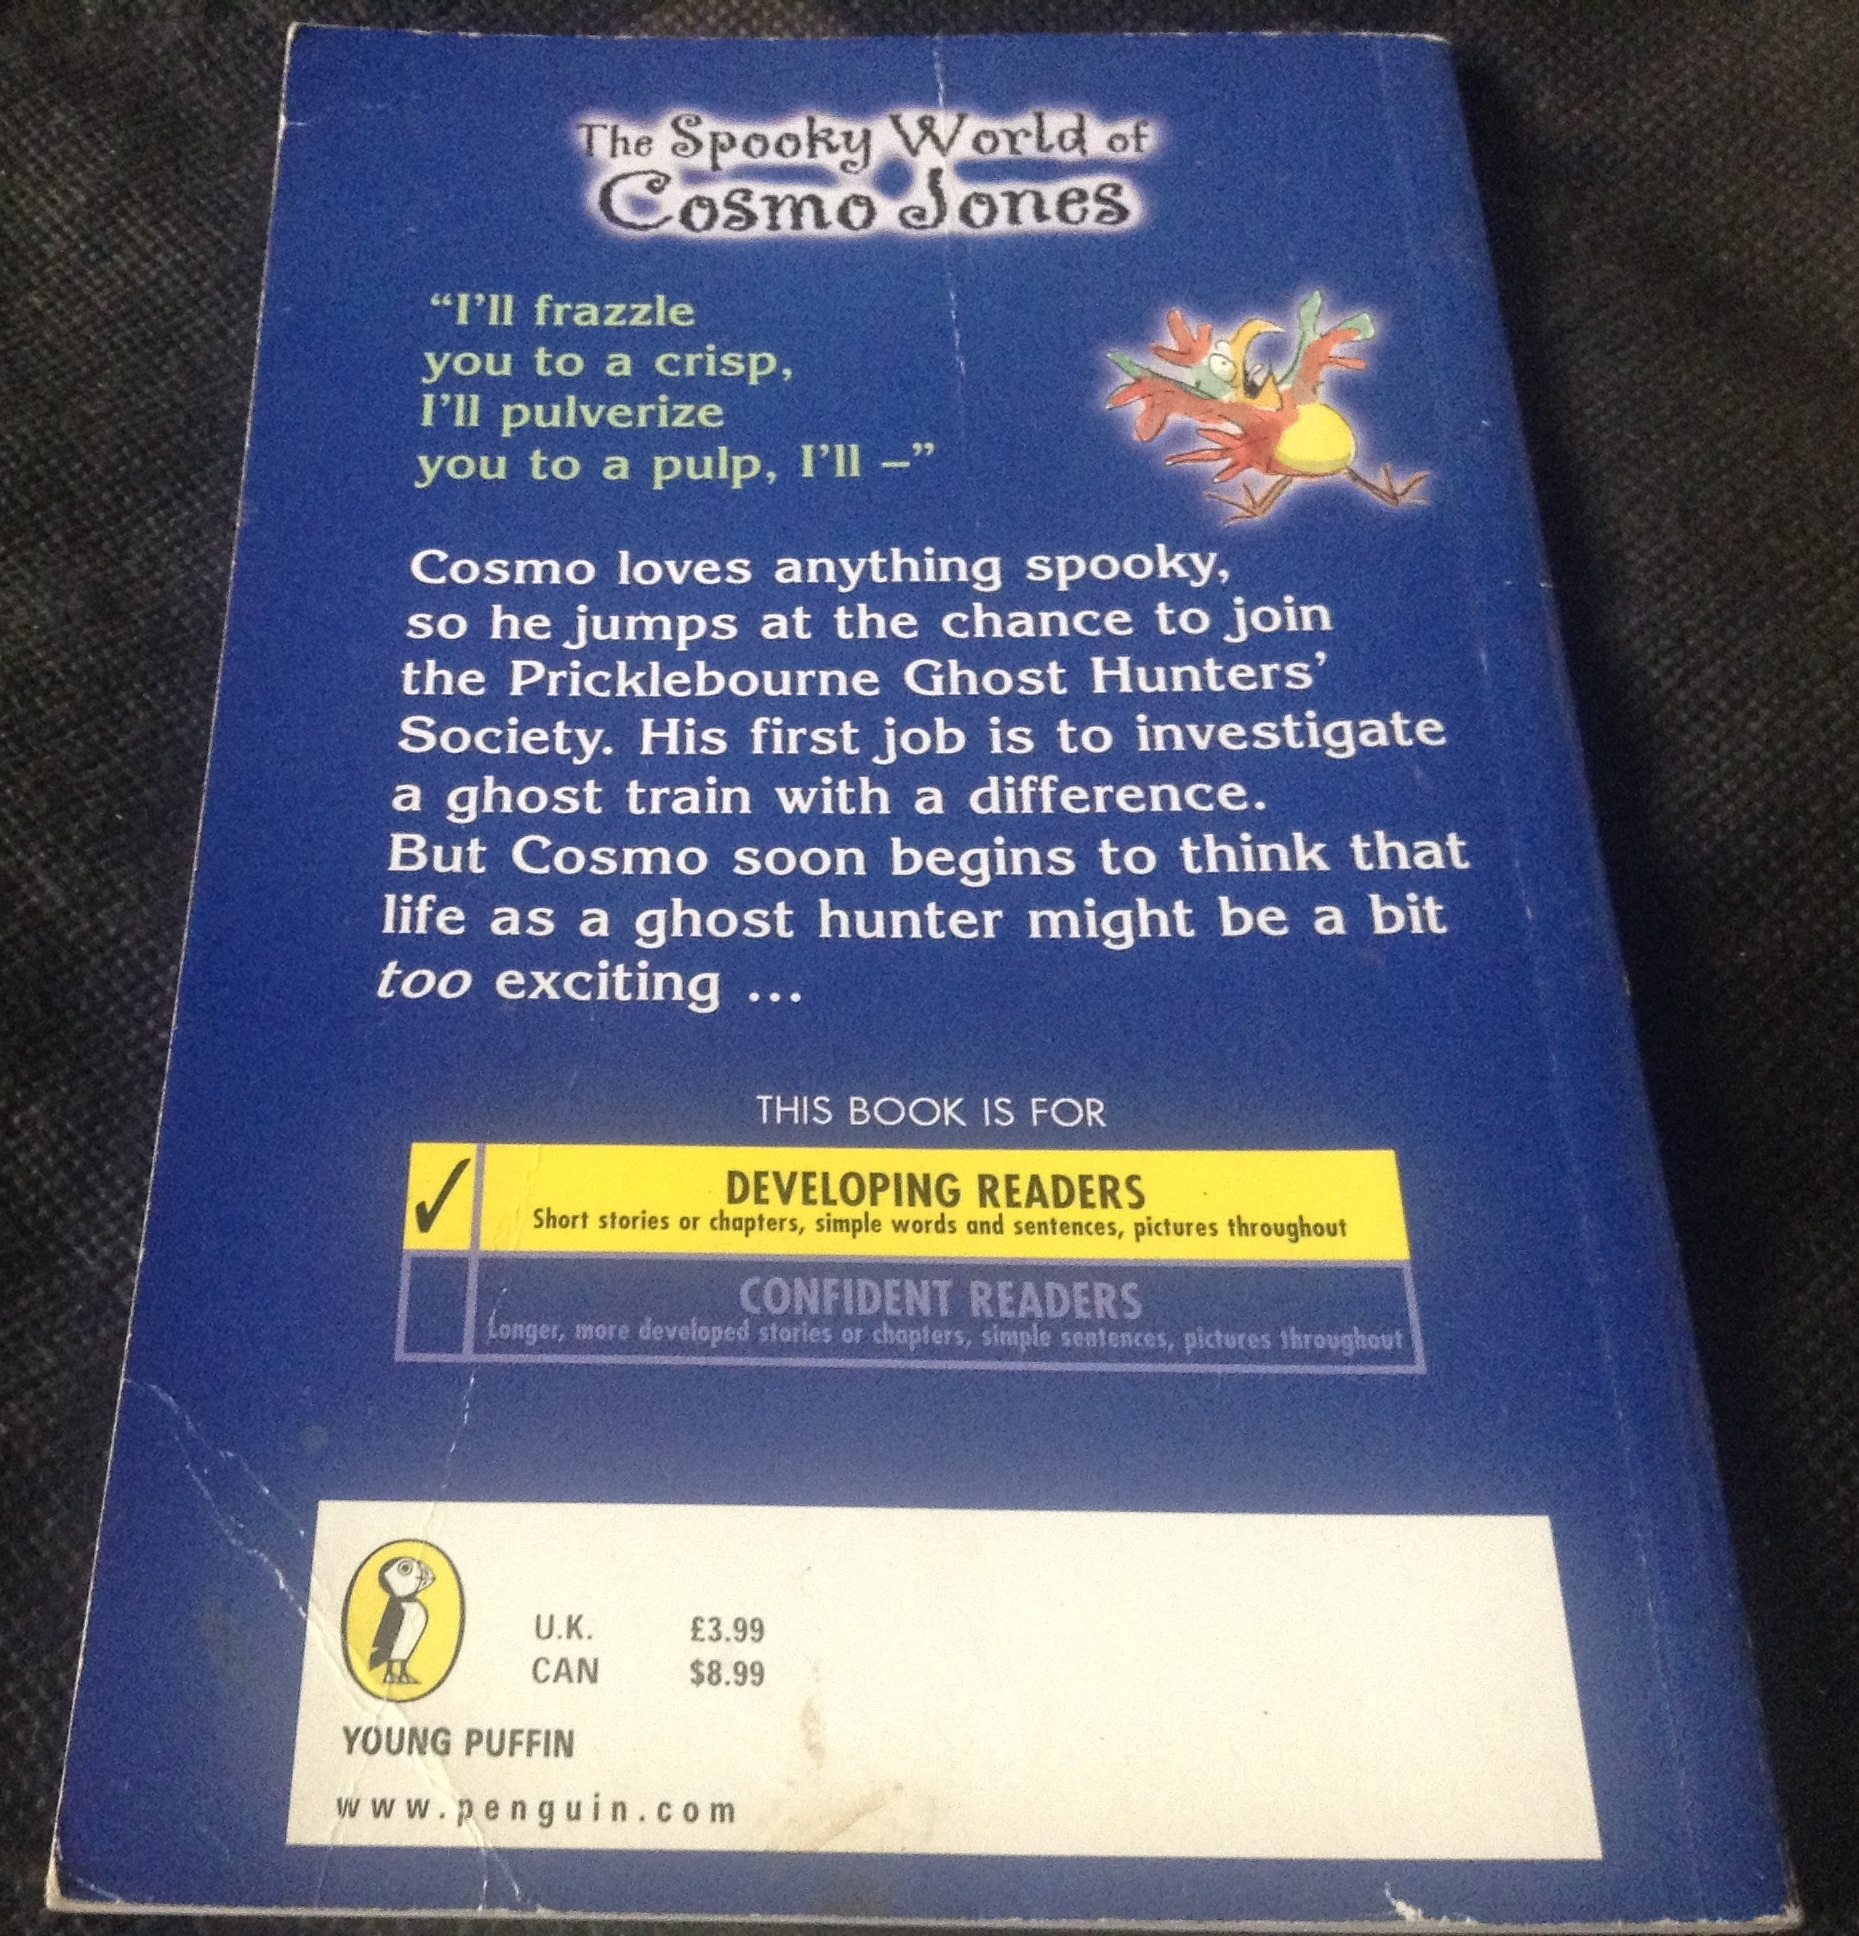 The Spooky World of
Cosmo Jones
“I’ll frazzle
you to a crisp,
I’ll pulverize
you to a pulp, I’ll –”
Cosmo loves anything spooky,
so he jumps at the chance to join
the Pricklebourne Ghost Hunters’
Society. His first job is to investigate
a ghost train with a difference.
But Cosmo soon begins to think that
life as a ghost hunter might be a bit
too exciting ...
THIS BOOK IS FOR
DEVELOPING READERS
Short stories or chapters, simple words and sentences, pictures throughout
CONFIDENT READERS
Longer, more developed stories or chapters, simple sentences, pictures throughout
U.K. £3.99
CAN $8.99
YOUNG PUFFIN
www.penguin.com